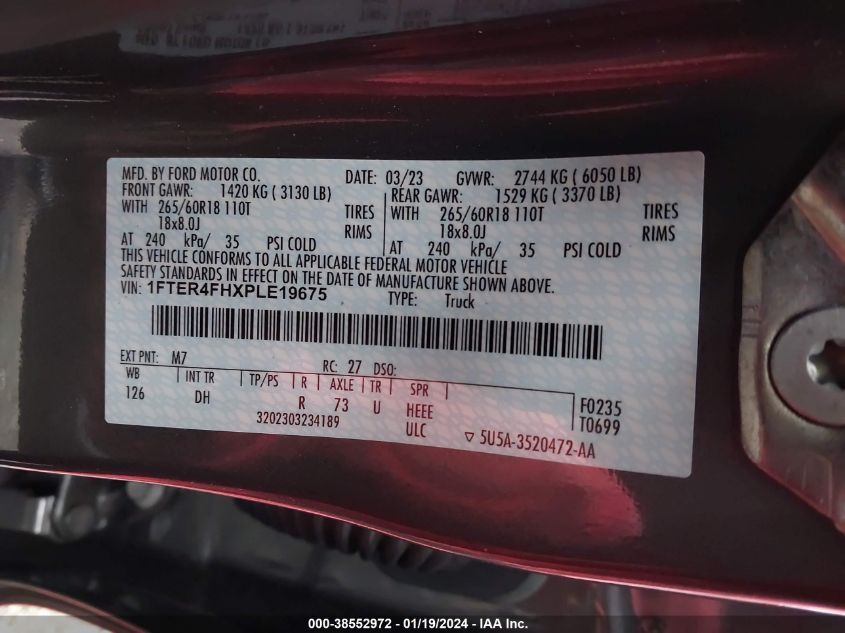 MFD. BY FORD MOTOR CO. DATE: 03/23 GVWR: 2744 KG ( 6050 LB)
FRONT GAWR: 1420 KG ( 3130 LB) REAR GAWR: 1529 KG ( 3370 LB)
WITH 265/60R18 110T TIRES WITH 265/60R18 110T TIRES
18x8.0J RIMS 18x8.0J RIMS
AT 240 kPa/ 35 PSI COLD AT 240 kPa/ 35 PSI COLD
THIS VEHICLE CONFORMS TO ALL APPLICABLE FEDERAL MOTOR VEHICLE
SAFETY STANDARDS IN EFFECT ON THE DATE OF MANUFACTURE SHOWN ABOVE.
VIN: 1FTER4FHXPLE19675 TYPE: Truck
EXT PNT: M7 RC: 27 DSO:
WB INT TR TP/PS R AXLE TR SPR
126 DH R 73 U HEEE F0235
3202303234189 ULC T0699
▽ 5U5A-3520472-AA
000-38552972 - 01/19/2024 - IAA Inc.